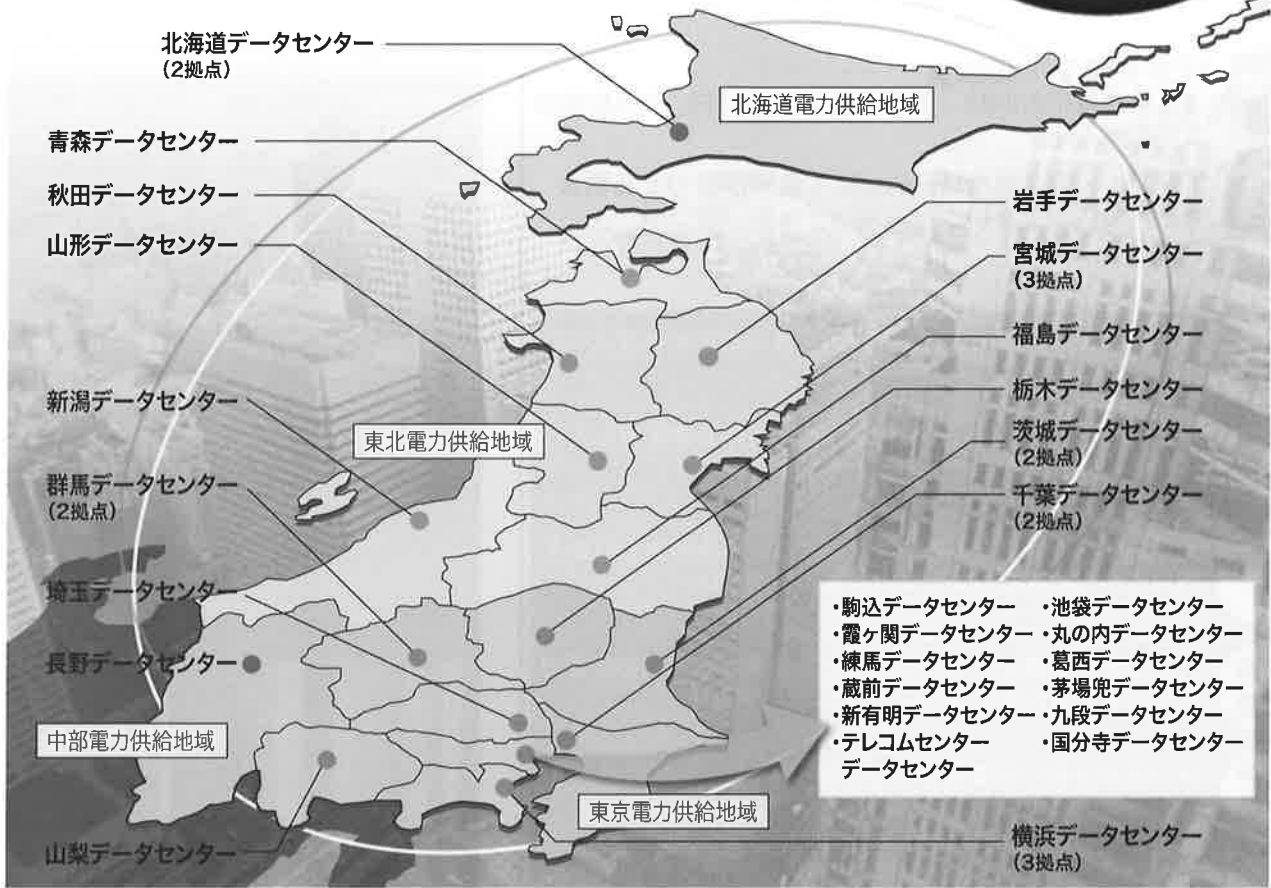 北海道データセンター
(2拠点)
北海道電力供給地域
青森データセンター
秋田データセンター
山形データセンター
岩手データセンター
宮城データセンター
(3拠点)
福島データセンター
栃木データセンター
茨城データセンター
(2拠点)
千葉データセンター
(2拠点)
新潟データセンター
東北電力供給地域
群馬データセンター
(2拠点)
埼玉データセンター
長野データセンター
中部電力供給地域
山梨データセンター
・駒込データセンター
・霞ヶ関データセンター
・練馬データセンター
・蔵前データセンター
・新有明データセンター
・テレコムセンター
データセンター
・池袋データセンター
・丸の内データセンター
・葛西データセンター
・茅場兜データセンター
・九段データセンター
・国分寺データセンター
東京電力供給地域
横浜データセンター
(3拠点)